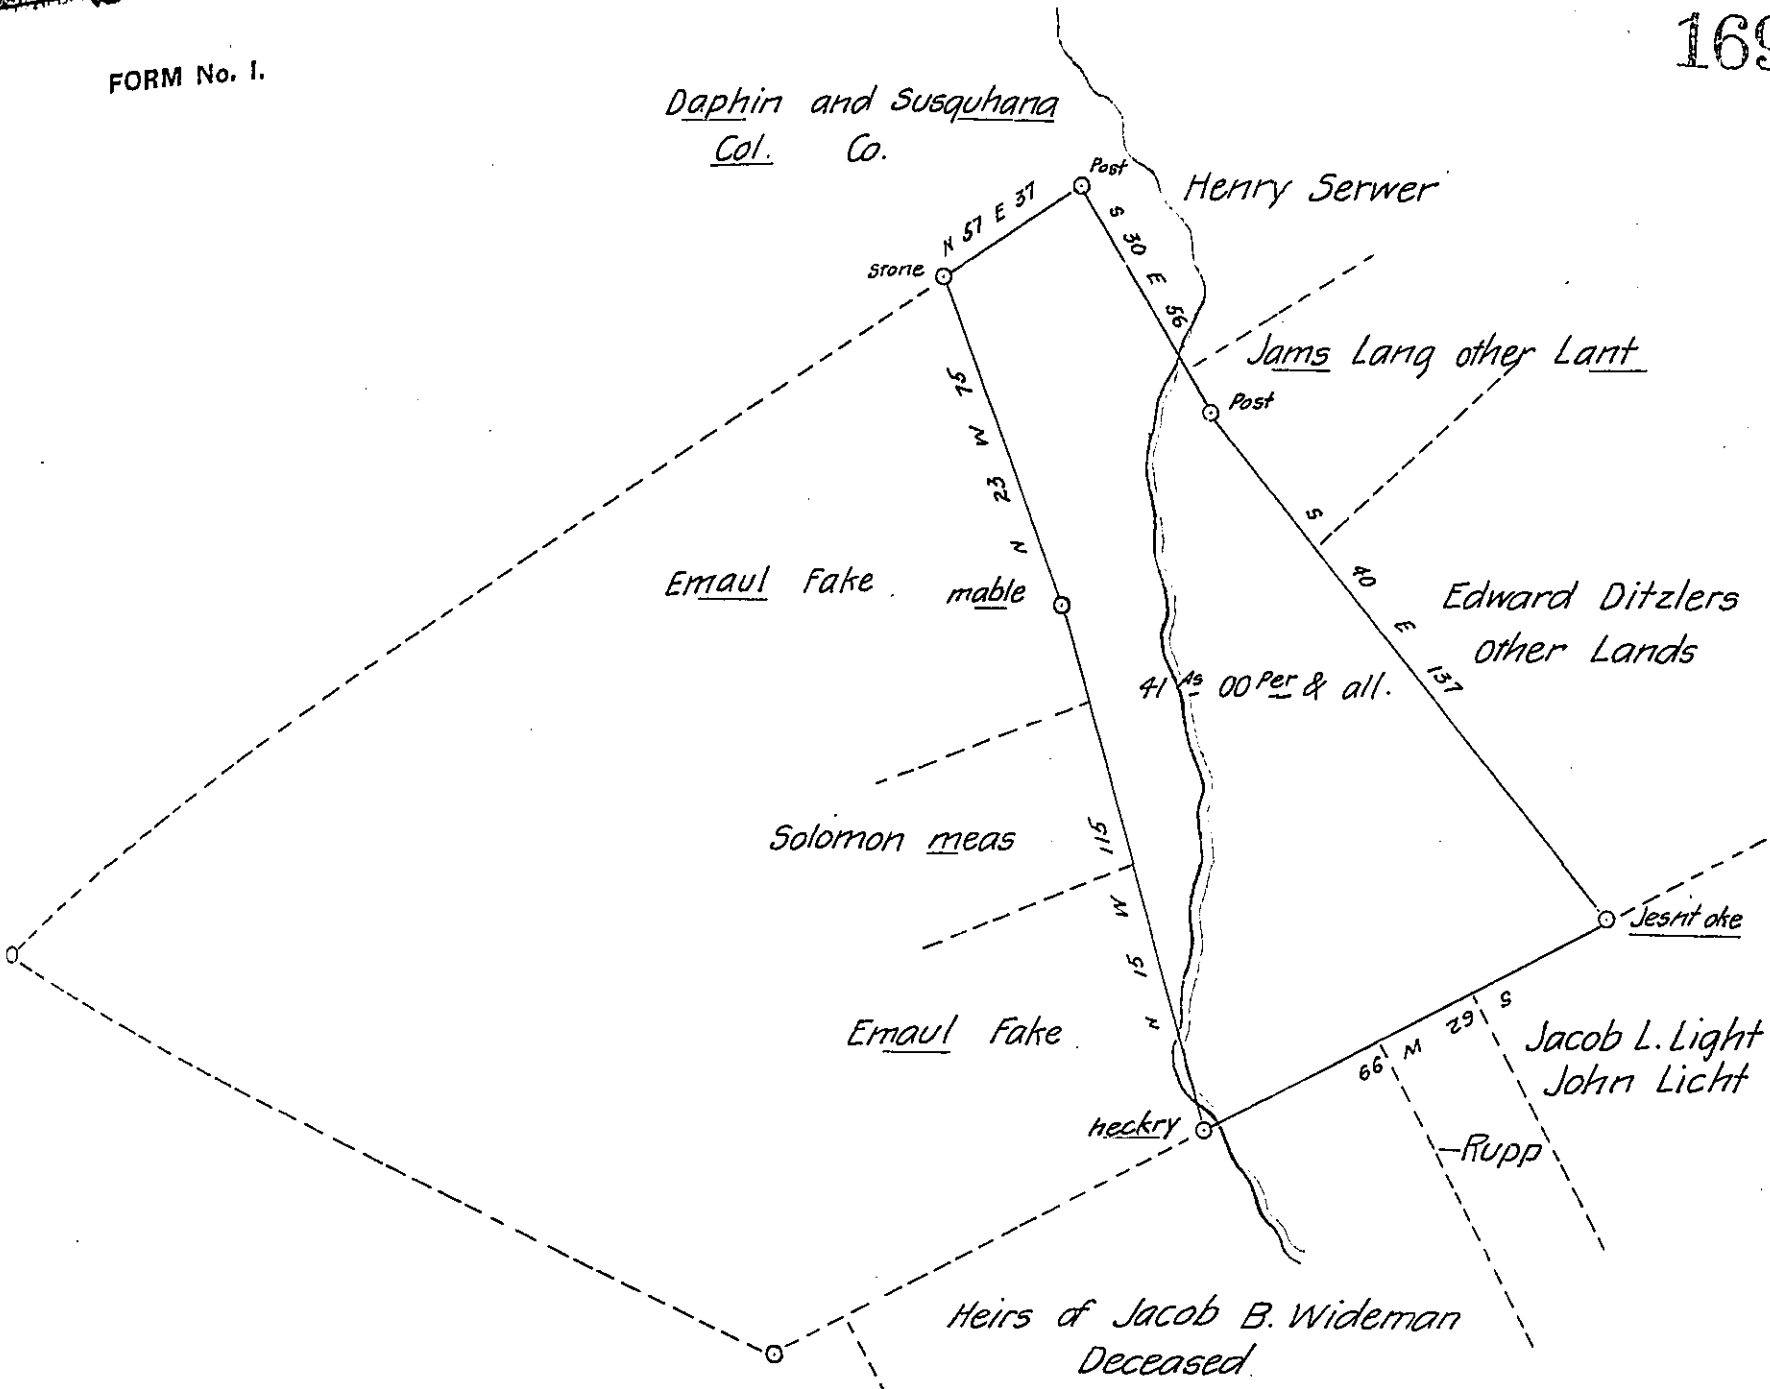 169
FORM No. 1.
Daphin and Susquhana
Col. Co.
Post
Henry Serwer
N 57 E 37
S 30 E 56
stone
Jams Lang other Lant
Post
N 23 W 75
S 40 E 137
Emaul Fake
mable
Edward Ditzlers
other Lands
41 As 00 Per & all.
Solomon meas
N 15 W 115
Jesnt oke
Emaul Fake
S 62 W 99
Jacob L. Light
John Licht
heckry
Rupp
Heirs of Jacob B. Wideman
Deceased.